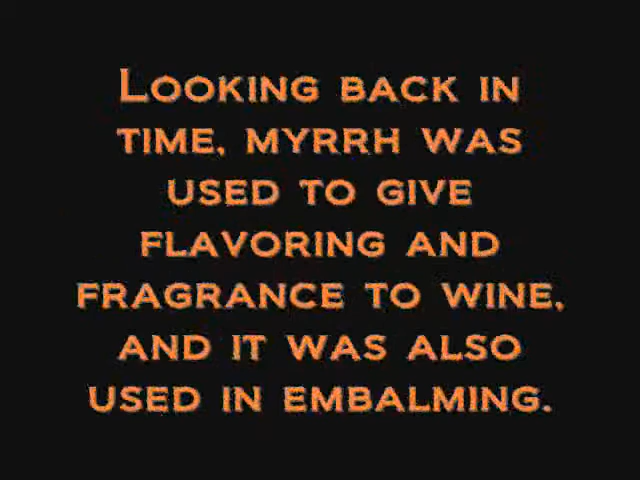 Looking back in
time, myrrh was
used to give
flavoring and
fragrance to wine,
and it was also
used in embalming.